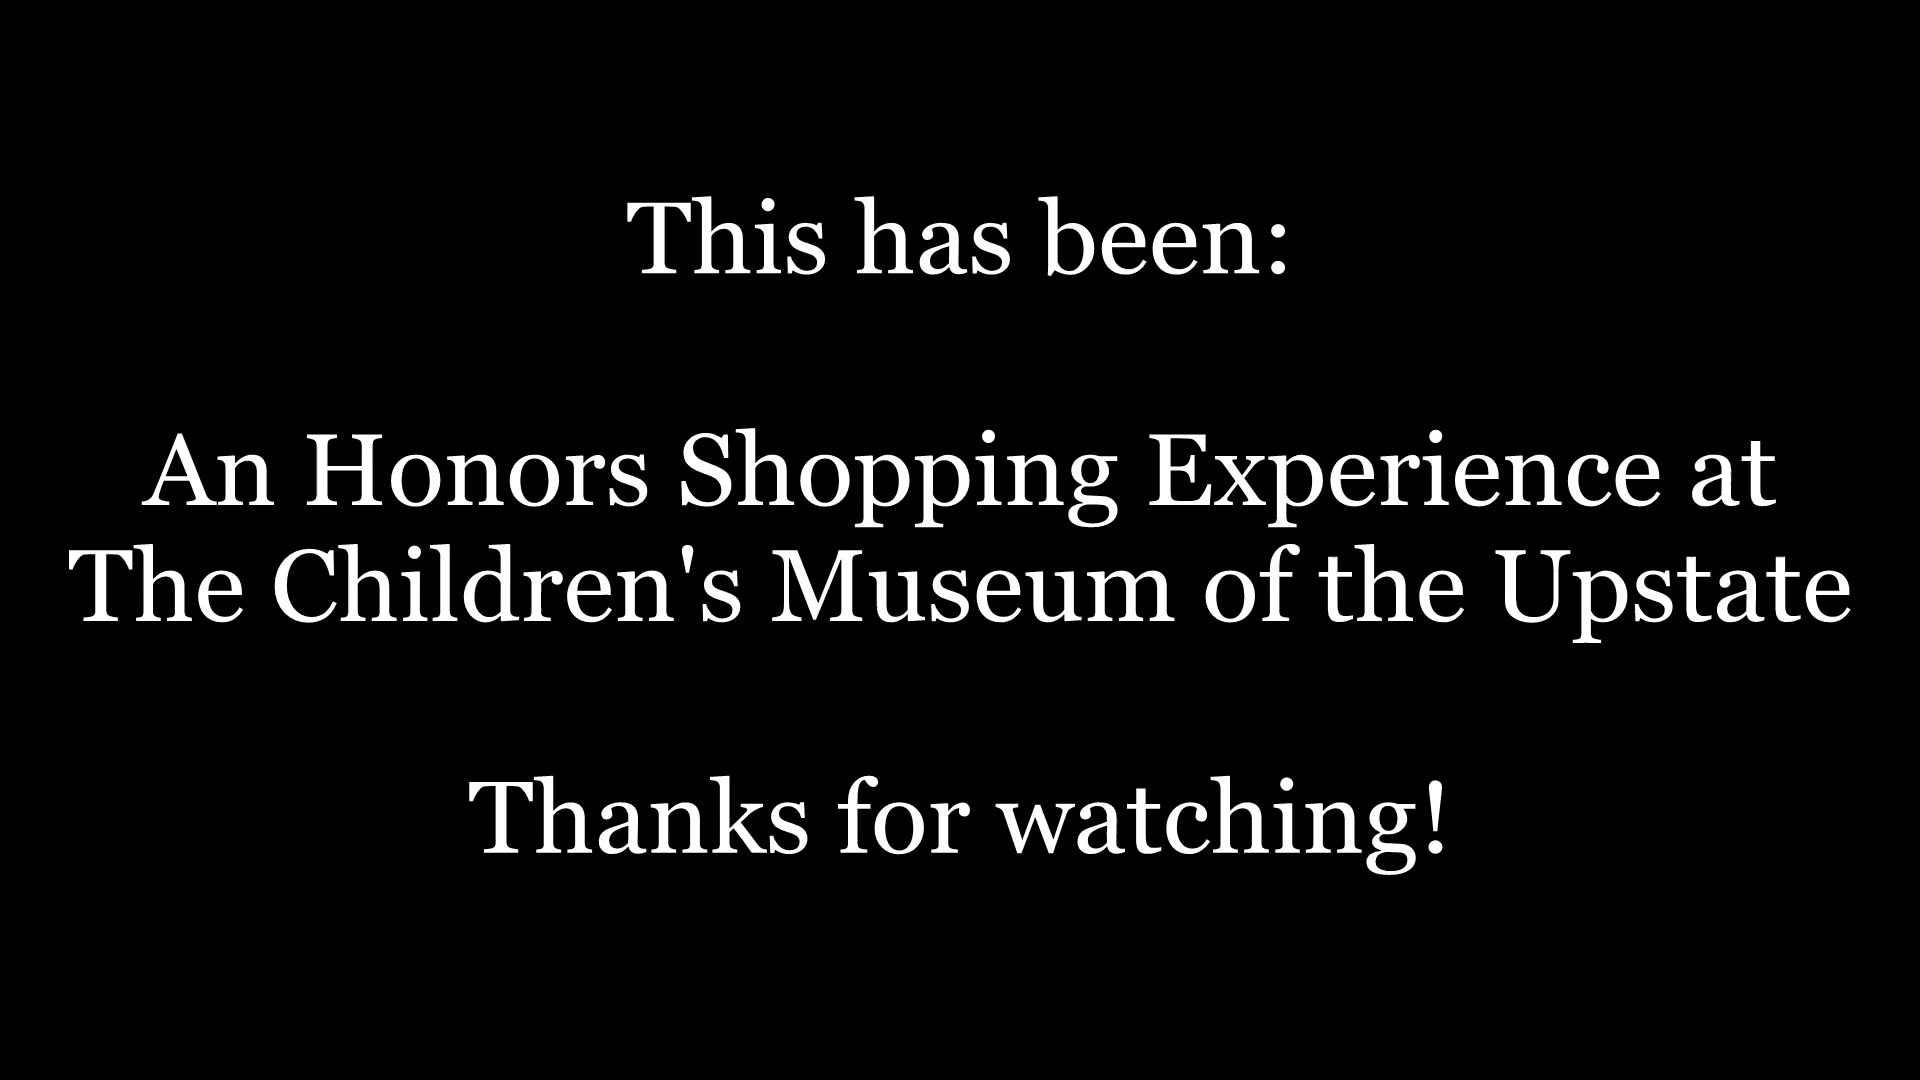 This has been:
An Honors Shopping Experience at
The Children's Museum of the Upstate
Thanks for watching!